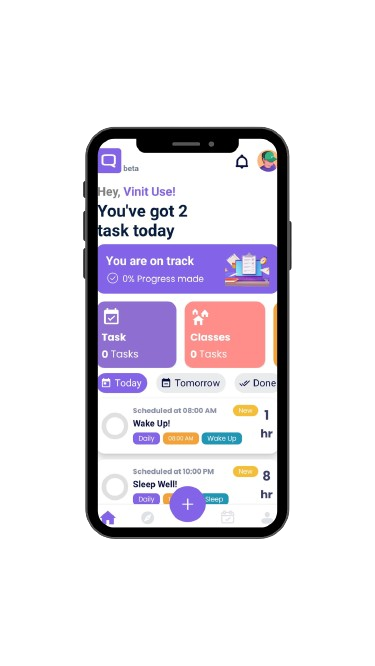 beta
Hey, Vinit Use!
You've got 2
task today
You are on track
0% Progress made
Task
0 Tasks
Classes
0 Tasks
Today
Tomorrow
Done
Scheduled at 08:00 AM
New
1
hr
Wake Up!
Daily
08:00 AM
Wake Up
Scheduled at 10:00 PM
New
8
hr
Sleep Well!
Daily
Sleep
+